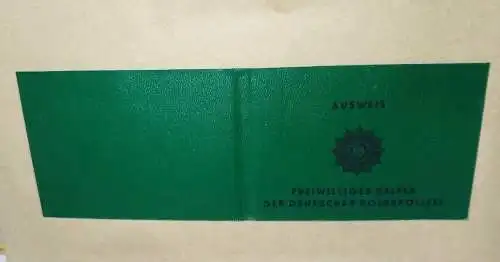 AUSWEIS
FREIWILLIGER HELFER
DER DEUTSCHEN VOLKSPOLIZEI